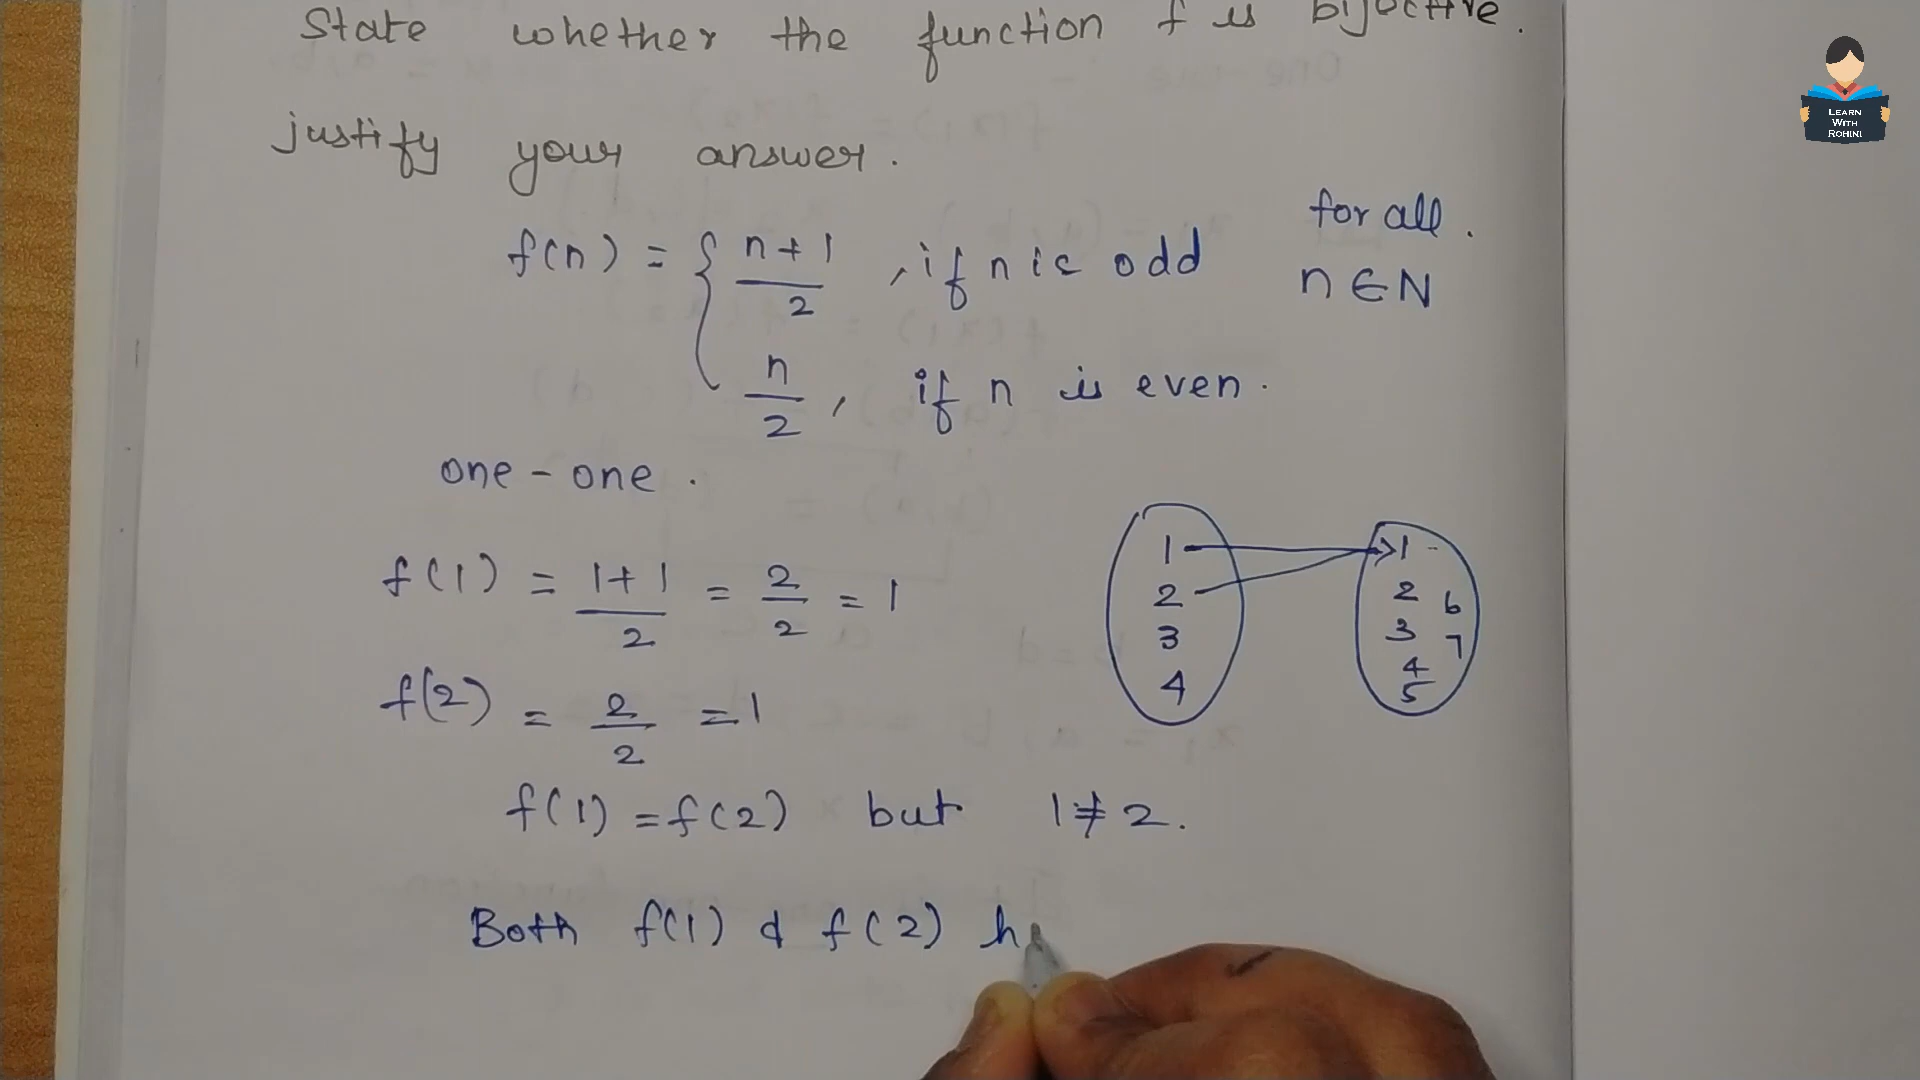 State whether the function f is bijective.
justify your answer.
f(n) = { n+1/2 , if n is odd
for all.
n ∈ N
n/2 , if n is even.
one - one.
f(1) = 1+1/2 = 2/2 = 1
f(2) = 2/2 = 1
f(1) = f(2) but 1 ≠ 2.
Both f(1) & f(2) h
1
2
3
4
1
2 6
3 7
4
5
LEARN
WITH
ROHINI